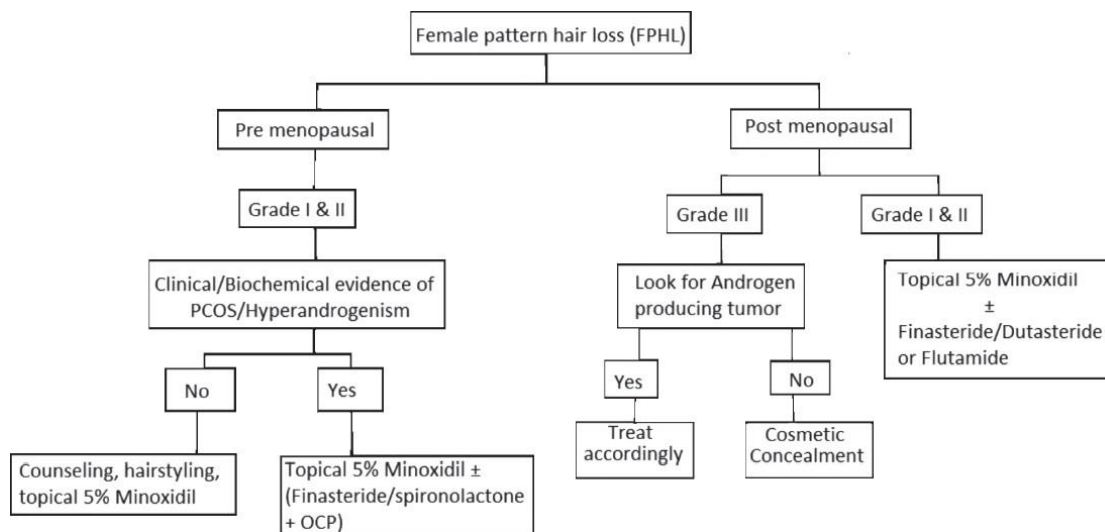 Female pattern hair loss (FPHL)
Pre menopausal
Post menopausal
Grade I & II
Grade III
Grade I & II
Clinical/Biochemical evidence of
PCOS/Hyperandrogenism
Look for Androgen
producing tumor
Topical 5% Minoxidil
±
Finasteride/Dutasteride
or Flutamide
No
Yes
Yes
No
Counseling, hairstyling,
topical 5% Minoxidil
Topical 5% Minoxidil ±
(Finasteride/spironolactone
+ OCP)
Treat
accordingly
Cosmetic
Concealment